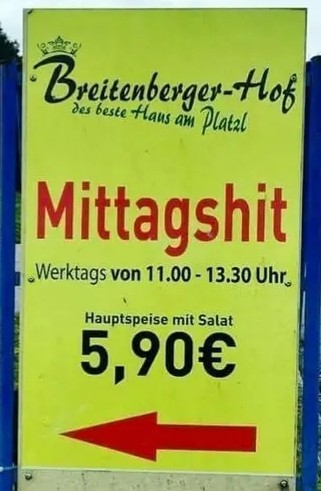 Breitenberger-Hof
des beste Haus am Platzl
Mittagshit
Werktags von 11.00 - 13.30 Uhr
Hauptspeise mit Salat
5,90€